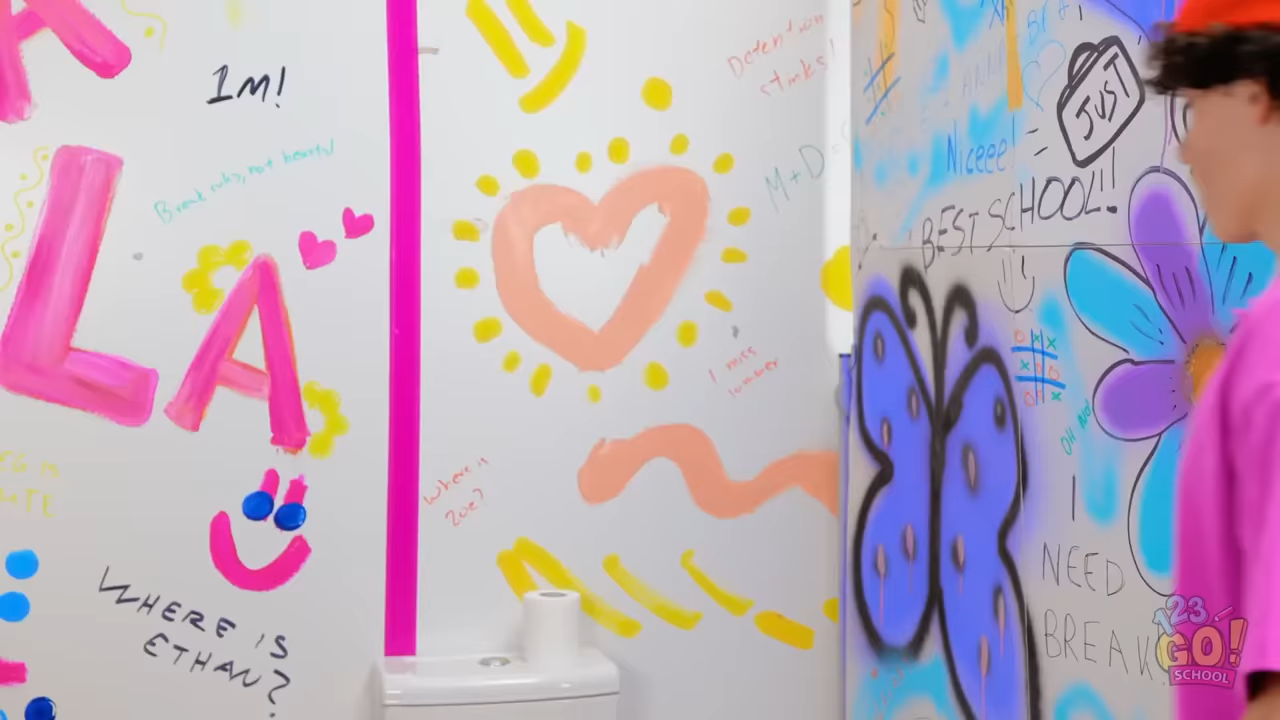 1M!
Break rules, not hearts!
LA
WHERE IS
ETHAN?
Detention
stinks!
M+D
I miss
summer
where is
Zoe?
Niceee!
JUST
BEST SCHOOL!!
OH NO!
I
NEED
BREAK
123
GO!
SCHOOL